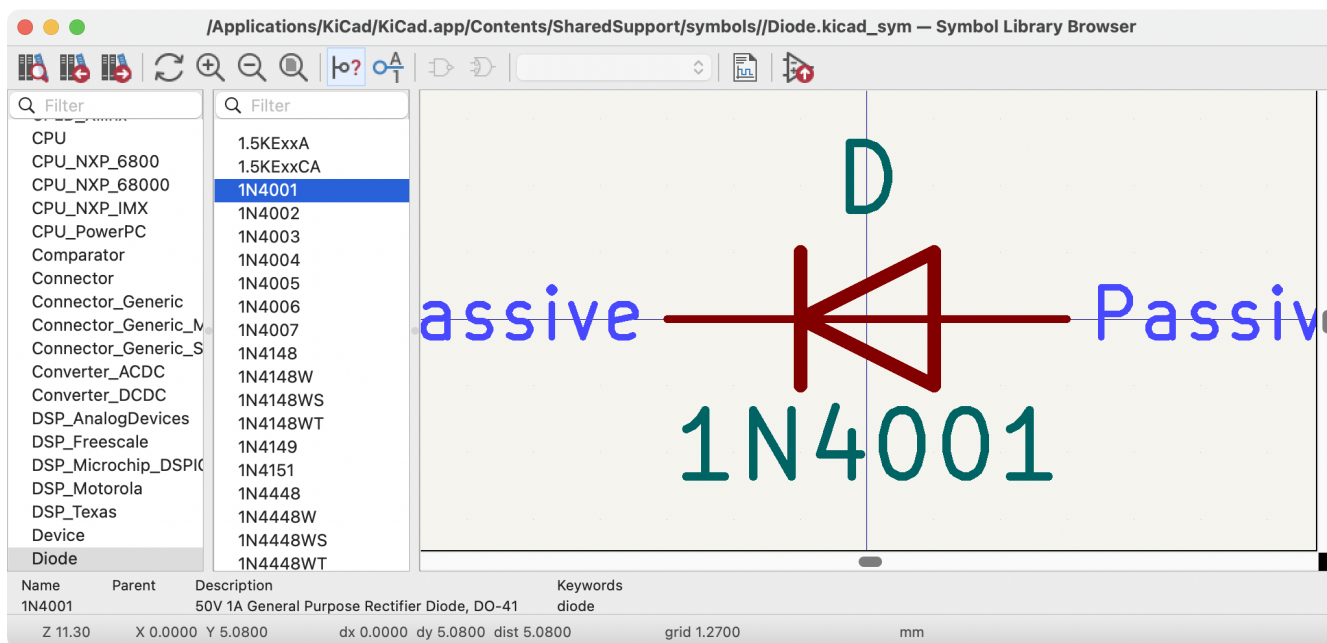 /Applications/KiCad/KiCad.app/Contents/SharedSupport/symbols//Diode.kicad_sym — Symbol Library Browser
Filter
CPU
CPU_NXP_6800
CPU_NXP_68000
CPU_NXP_IMX
CPU_PowerPC
Comparator
Connector
Connector_Generic
Connector_Generic_M
Connector_Generic_S
Converter_ACDC
Converter_DCDC
DSP_AnalogDevices
DSP_Freescale
DSP_Microchip_DSPIC
DSP_Motorola
DSP_Texas
Device
Diode
Filter
1.5KExxA
1.5KExxCA
1N4001
1N4002
1N4003
1N4004
1N4005
1N4006
1N4007
1N4148
1N4148W
1N4148WS
1N4148WT
1N4149
1N4151
1N4448
1N4448W
1N4448WS
1N4448WT
D
assive Passiv
1N4001
Name Parent Description Keywords
1N4001 50V 1A General Purpose Rectifier Diode, DO-41 diode
Z 11.30 X 0.0000 Y 5.0800 dx 0.0000 dy 5.0800 dist 5.0800 grid 1.2700 mm